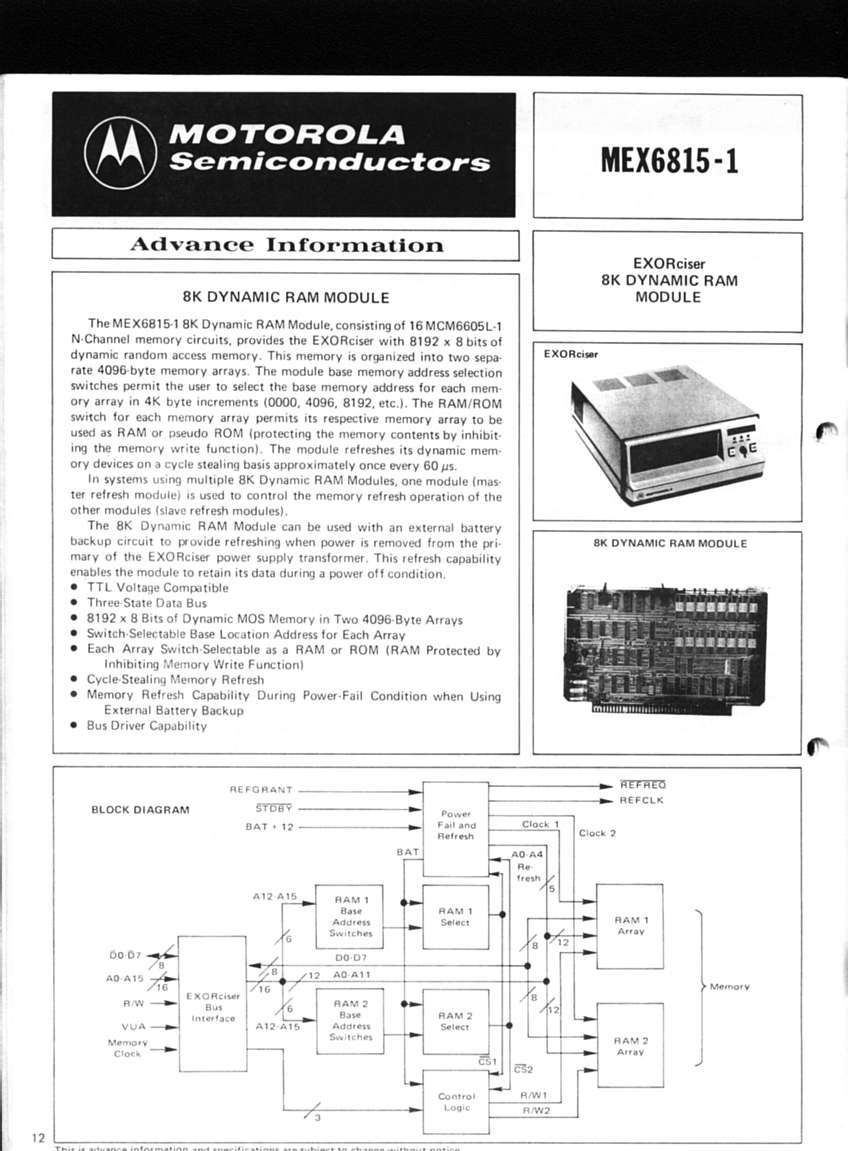 MOTOROLA
Semiconductors
MEX6815-1
Advance Information
EXORciser
8K DYNAMIC RAM
MODULE
8K DYNAMIC RAM MODULE
The MEX6815-1 8K Dynamic RAM Module, consisting of 16 MCM6605L-1
N-Channel memory circuits, provides the EXORciser with 8192 x 8 bits of
dynamic random access memory. This memory is organized into two sepa-
rate 4096-byte memory arrays. The module base memory address selection
switches permit the user to select the base memory address for each mem-
ory array in 4K byte increments (0000, 4096, 8192, etc.). The RAM/ROM
switch for each memory array permits its respective memory array to be
used as RAM or pseudo ROM (protecting the memory contents by inhibit-
ing the memory write function). The module refreshes its dynamic mem-
ory devices on a cycle stealing basis approximately once every 60 μs.
In systems using multiple 8K Dynamic RAM Modules, one module (mas-
ter refresh module) is used to control the memory refresh operation of the
other modules (slave refresh modules).
The 8K Dynamic RAM Module can be used with an external battery
backup circuit to provide refreshing when power is removed from the pri-
mary of the EXORciser power supply transformer. This refresh capability
enables the module to retain its data during a power off condition.
● TTL Voltage Compatible
● Three-State Data Bus
● 8192 x 8 Bits of Dynamic MOS Memory in Two 4096-Byte Arrays
● Switch-Selectable Base Location Address for Each Array
● Each Array Switch-Selectable as a RAM or ROM (RAM Protected by
Inhibiting Memory Write Function)
● Cycle-Stealing Memory Refresh
● Memory Refresh Capability During Power-Fail Condition when Using
External Battery Backup
● Bus Driver Capability
EXORciser
8K DYNAMIC RAM MODULE
BLOCK DIAGRAM
REFGRANT
STDBY
BAT + 12
Power
Fail and
Refresh
REFREQ
REFCLK
Clock 1
Clock 2
BAT
A0-A4
Re-
fresh
5
A12-A15
6
RAM 1
Base
Address
Switches
RAM 1
Select
RAM 1
Array
8
12
D0-D7
8
A0-A15
16
R/W
VUA
Memory
Clock
EXORciser
Bus
Interface
D0-D7
8
16
12
A0-A11
6
A12-A15
RAM 2
Base
Address
Switches
RAM 2
Select
8
12
RAM 2
Array
Memory
CS1
CS2
3
Control
Logic
R/W1
R/W2
12
This is advance information and specifications are subject to change without notice.